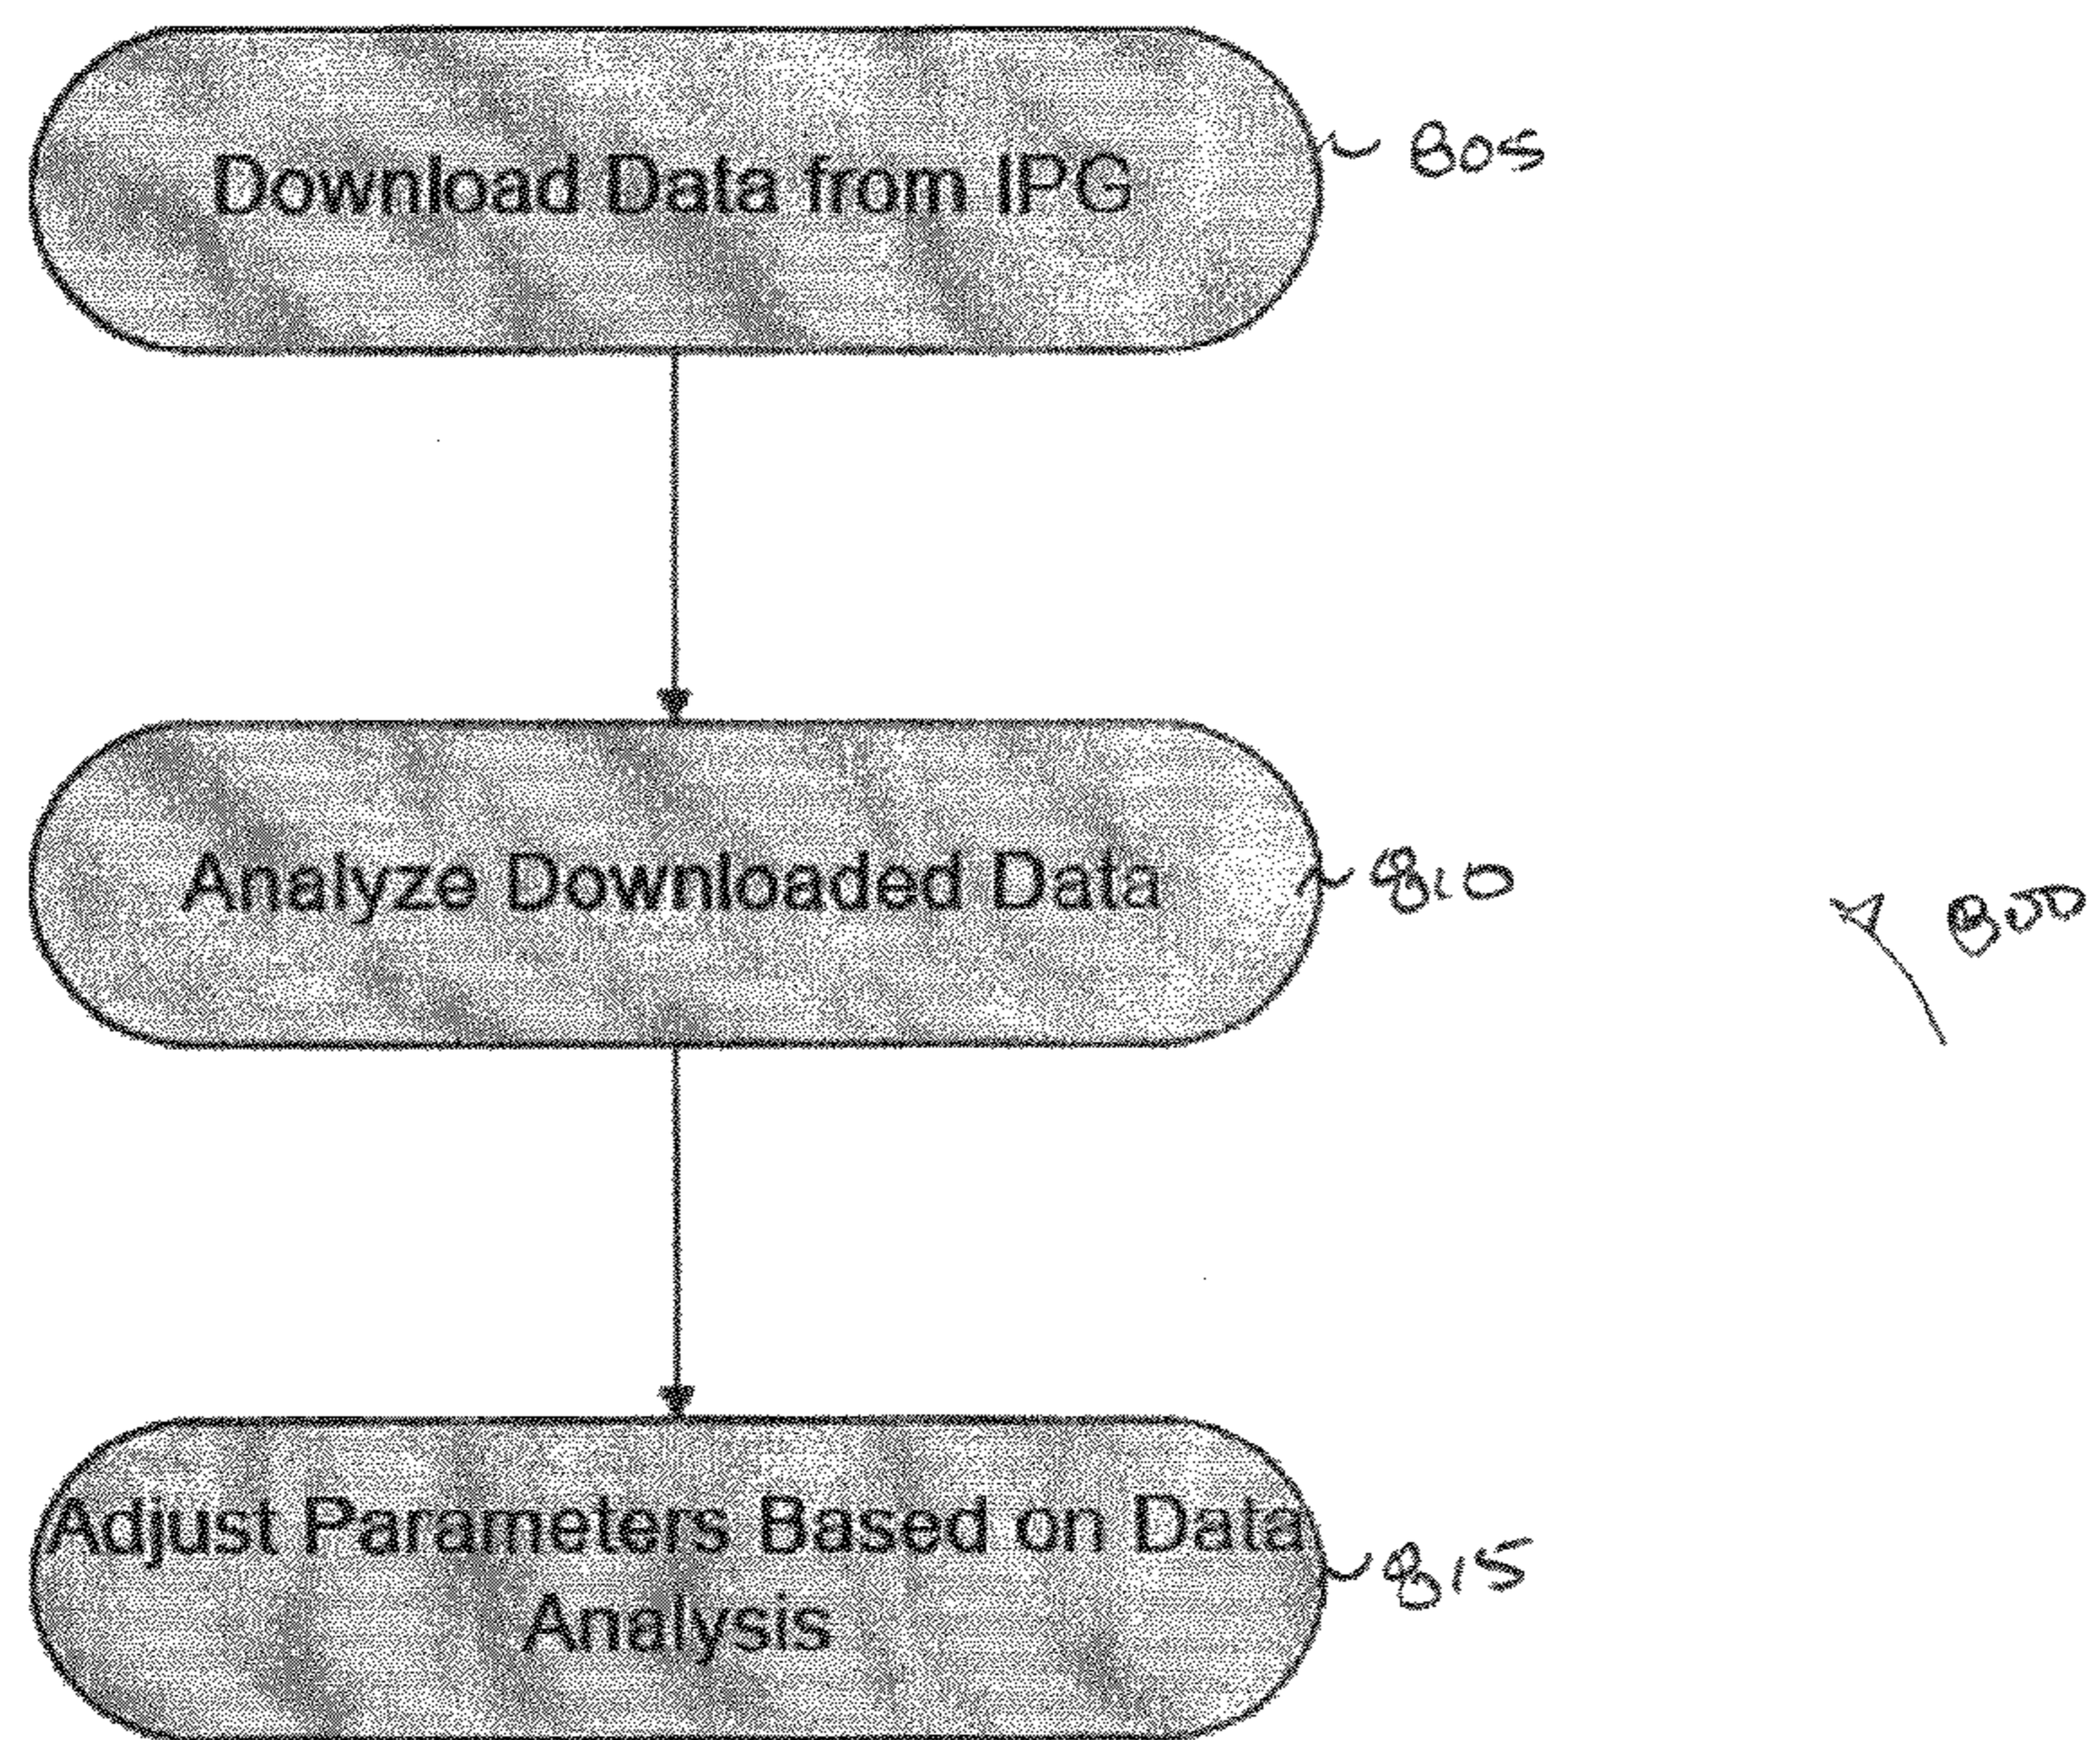 Download Data from IPG
805
Analyze Downloaded Data
810
800
Adjust Parameters Based on Data
Analysis
815